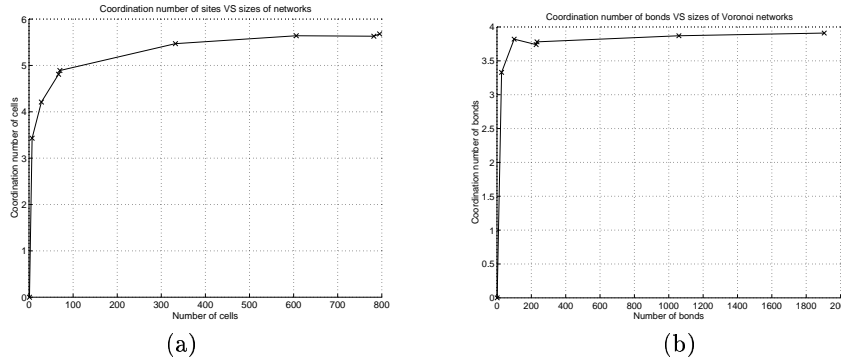 Coordination number of sites VS sizes of networks
6
5
4
3
2
1
0
Coordination number of cells
0 100 200 300 400 500 600 700 800
Number of cells
(a)
Coordination number of bonds VS sizes of Voronoi networks
4
3.5
3
2.5
2
1.5
1
0.5
0
Coordination number of bonds
0 200 400 600 800 1000 1200 1400 1600 1800 200
Number of bonds
(b)